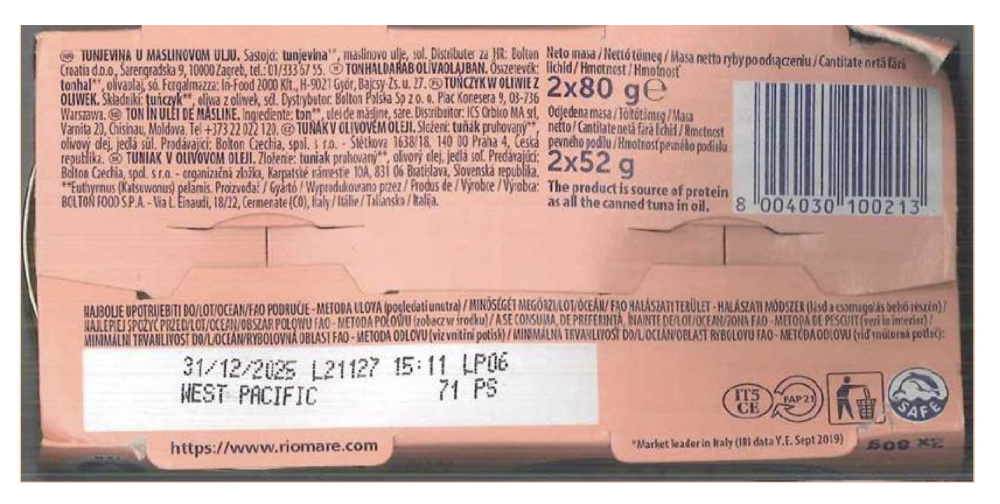 HR TUNJEVINA U MASLINOVOM ULJU. Sastojci: tunjevina**, maslinovo ulje, sol. Distributer za HR: Bolton
Croatia d.o.o., Šarengradska 9, 10000 Zagreb, tel.: 01/333 67 55. TONHALDARAB OLÍVAOLAJBAN. Összetevők:
tonhal**, olívaolaj, só. Forgalmazza: In-Food 2000 Kft., H-9021 Győr, Bajcsy-Zs. u. 27. TUŃCZYK W OLIWIE Z
OLIWEK. Składniki: tuńczyk**, oliwa z oliwek, sól. Dystrybutor: Bolton Polska Sp z o. o. Plac Konesera 9, 03-736
Warszawa. TON ÎN ULEI DE MĂSLINE. Ingrediente: ton**, ulei de măsline, sare. Distribuitor: ICS Orbico MA srl,
Varnita 20, Chisinau, Moldova. Tel +373 22 022 120. TUŇÁK V OLIVOVÉM OLEJI. Složení: tuňák pruhovaný**,
olivový olej, jedlá sůl. Prodávající: Bolton Czechia, spol. s r.o. - Štětkova 1638/18, 140 00 Praha 4, Česká
republika. TUNIAK V OLIVOVOM OLEJI. Zloženie: tuniak pruhovaný**, olivový olej, jedlá soľ. Predávajúci:
Bolton Czechia, spol. s r.o. - organizačná zložka, Karpatské námestie 10A, 831 06 Bratislava, Slovenská republika.
**Euthynnus (Katsuwonus) pelamis. Proizvođač / Gyártó / Wyprodukowano przez / Produs de / Výrobce / Výrobca:
BOLTON FOOD S.P.A. - Via L. Einaudi, 18/22, Cermenate (CO), Italy / Itálie / Taliansko / Italija.
Neto masa / Nettó tömeg / Masa netto ryby po odsączeniu / Cantitate netă fără
lichid / Hmotnost / Hmotnosť
2x80 g℮
Ocijeđena masa / Töltőtömeg / Masa
netto / Cantitate netă fără lichid / Hmotnost
pevného podílu / Hmotnosť pevného podielu
2x52 g
The product is source of protein
as all the canned tuna in oil.
8 004030 100213
NAJBOLJE UPOTRIJEBITI DO/LOT/OCEAN/FAO PODRUČJE - METODA ULOVA (pogledati unutra) / MINŐSÉGÉT MEGŐRZI/LOT/ÓCEÁN/ FAO HALÁSZATI TERÜLET - HALÁSZATI MÓDSZER (lásd a csomagolás belső részén) /
NAJLEPIEJ SPOŻYĆ PRZED/LOT/OCEAN/OBSZAR POŁOWU FAO - METODA POŁOWU (zobacz w środku) / A SE CONSUMA, DE PREFERINȚĂ, ÎNAINTE DE/LOT/OCEAN/ZONA FAO - METODA DE PESCUIT (vezi în interior) /
MINIMÁLNÍ TRVANLIVOST DO/L/OCEÁN/RYBOLOVNÁ OBLAST FAO - METODA ODLOVU (viz vnitřní potisk) / MINIMÁLNA TRVANLIVOSŤ DO/L/OCEÁN/OBLASŤ RYBOLOVU FAO - METÓDA ODLOVU (viď vnútorná potlač):
31/12/2025 L21127 15:11 LP06
WEST PACIFIC 71 PS
IT5
CE
FAP 21
SAFE
https://www.riomare.com
*Market leader in Italy (IRI data Y.E. Sept 2019)